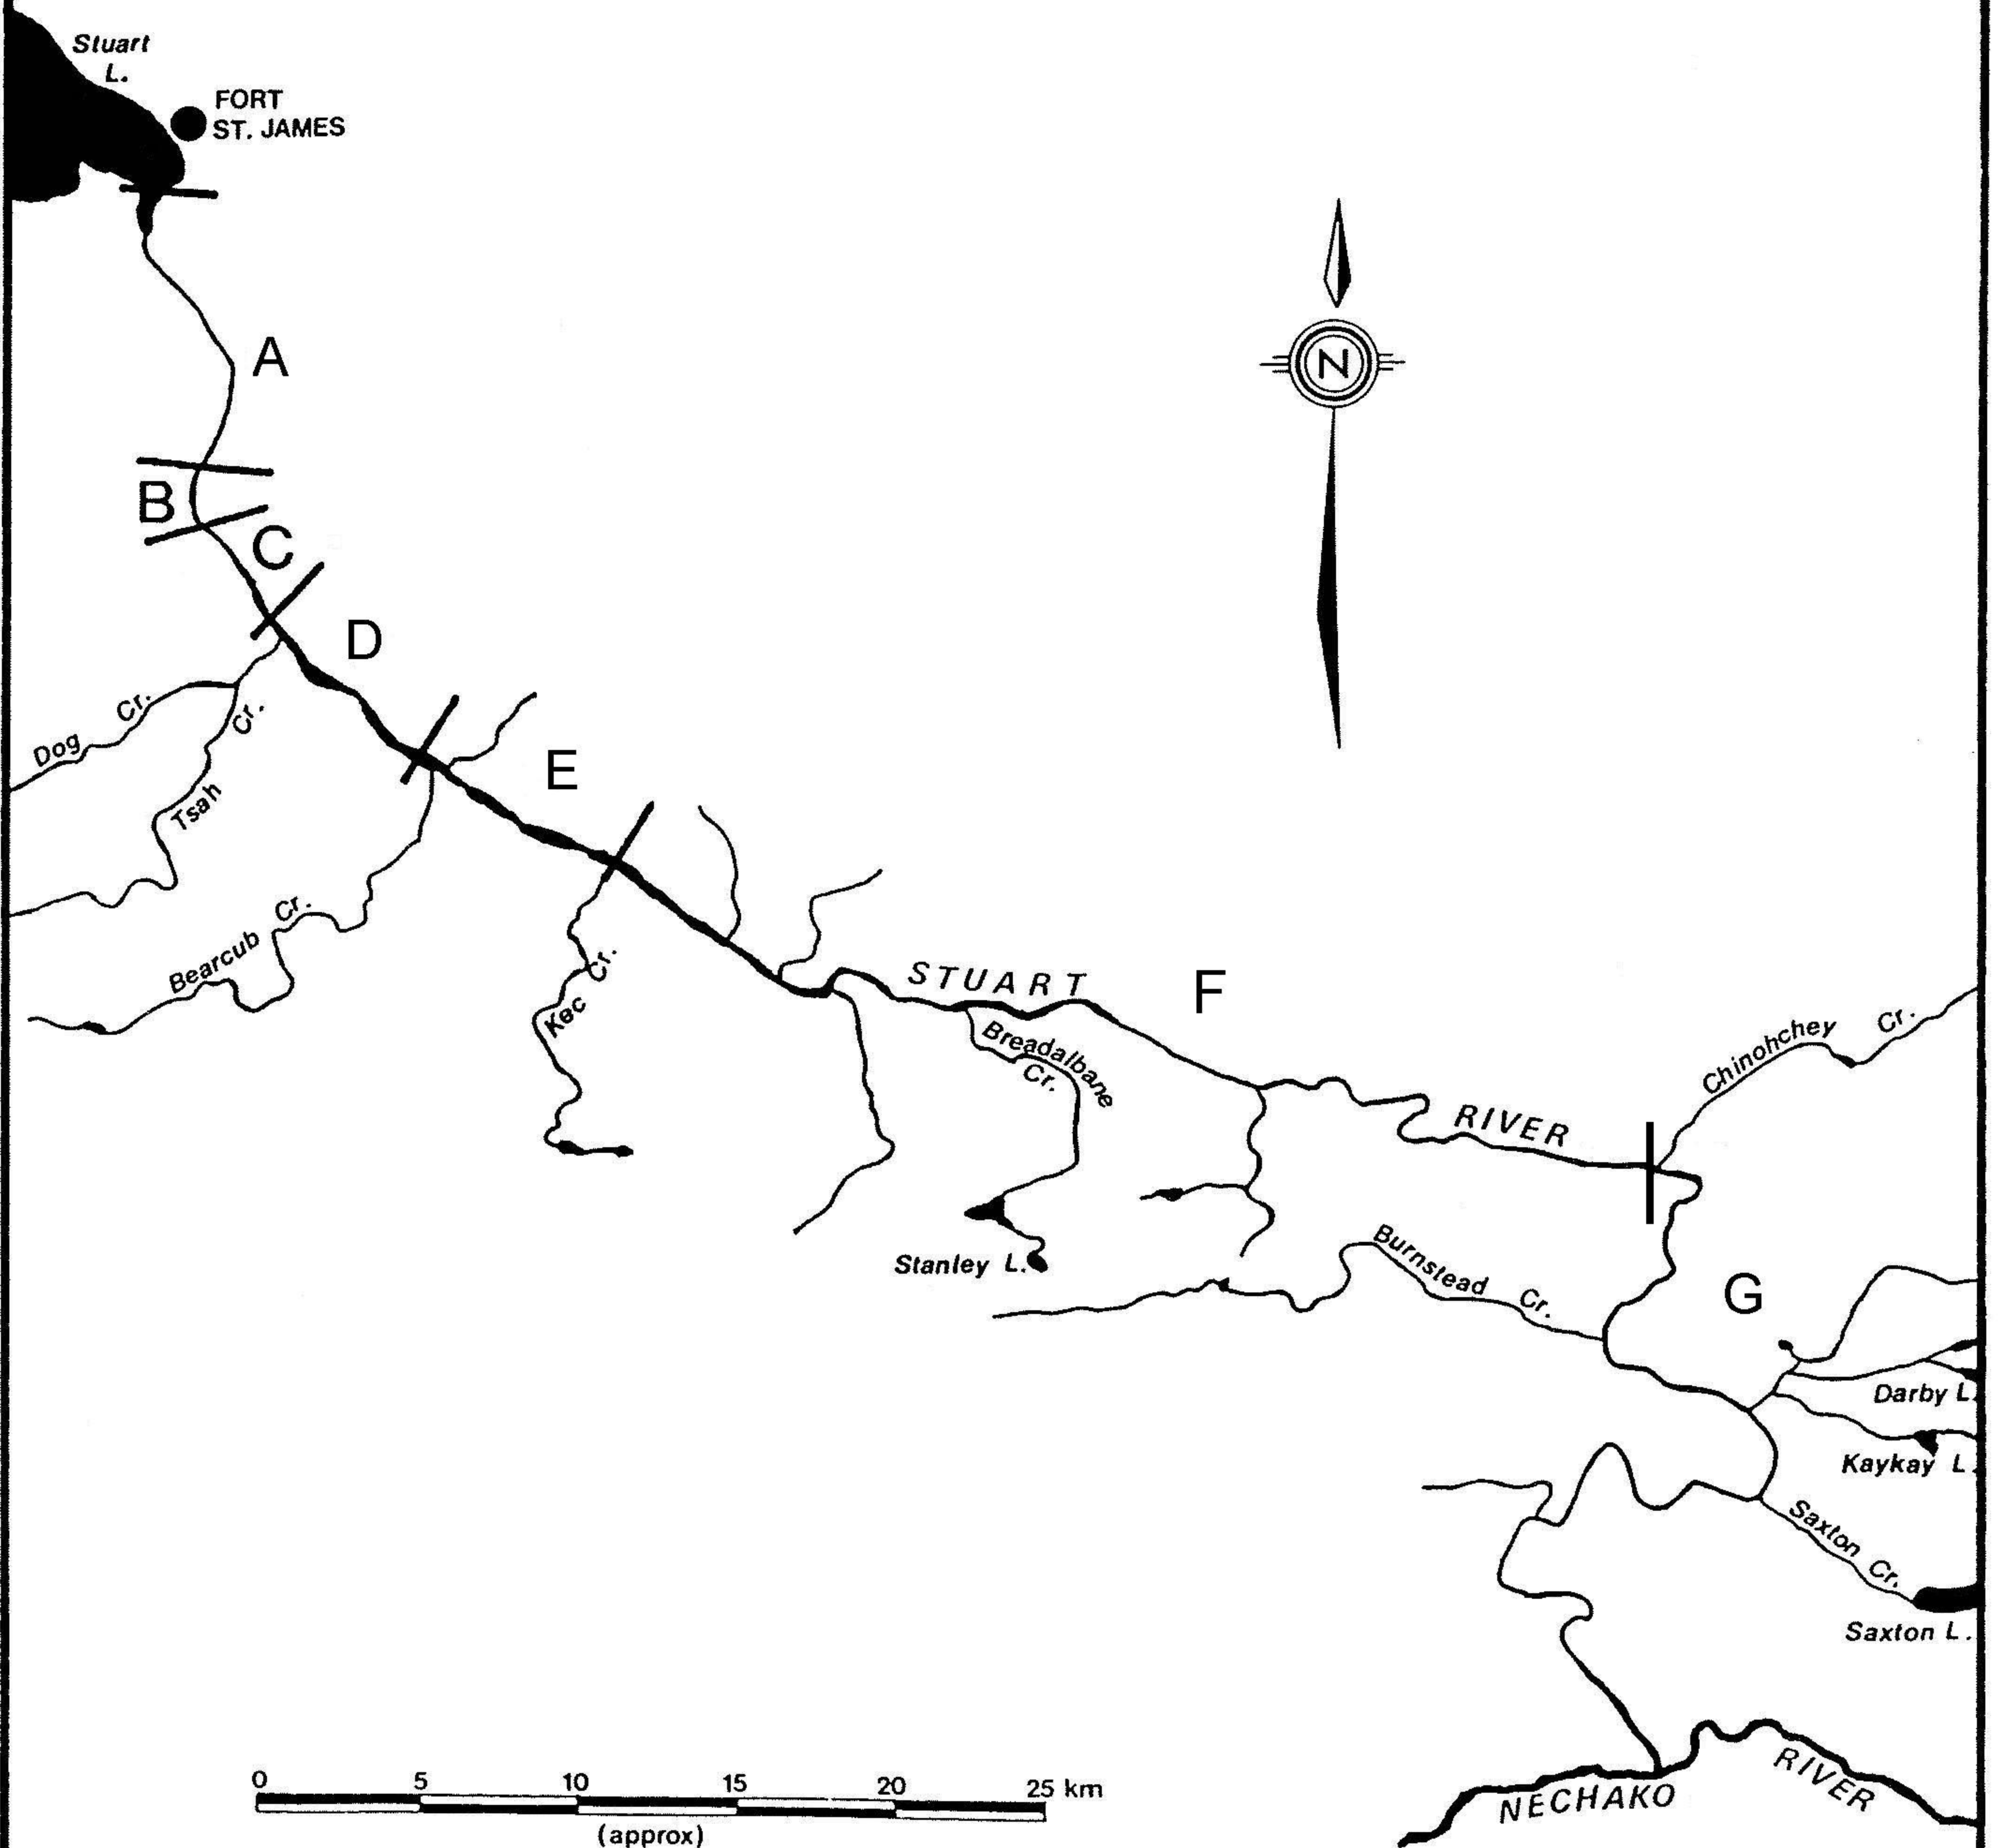 Stuart
L.
FORT
ST. JAMES
A
N
B
C
D
Dog Cr.
Tsah Cr.
E
Bearcub Cr.
Kec Cr.
STUART
F
Breadalbane
Cr.
Chinohchey Cr.
RIVER
Stanley L.
Burnstead Cr.
G
Darby L.
Kaykay L.
Saxton Cr.
Saxton L.
RIVER
NECHAKO
0 5 10 15 20 25 km
(approx)